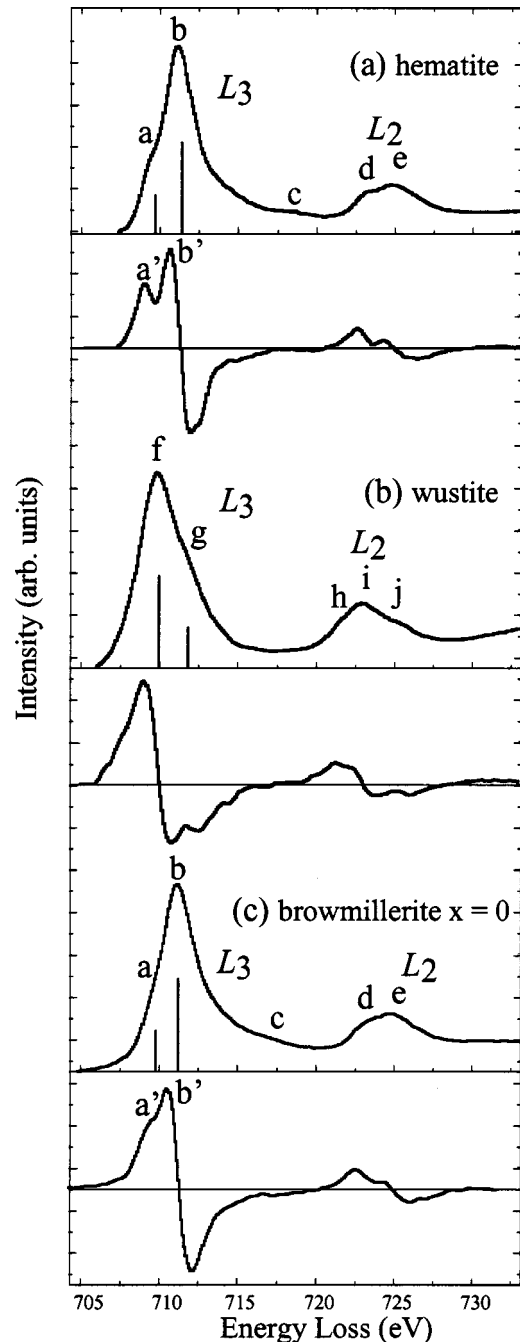 b
(a) hematite
L3
a
L2
d
e
c
a’
b’
f
(b) wustite
L3
g
L2
i
h
j
b
(c) browmillerite x = 0
L3
L2
a
d
e
c
a’
b’
Intensity (arb. units)
705 710 715 720 725 730
Energy Loss (eV)